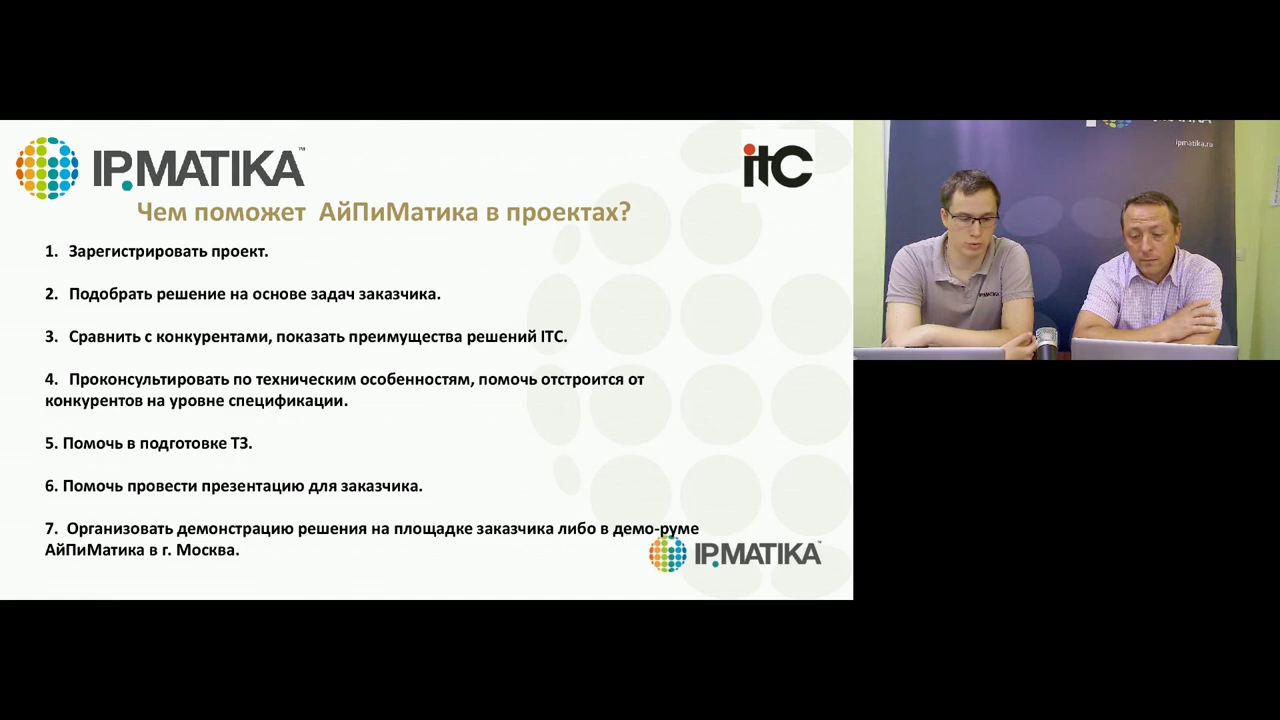 IP.MATIKA™
itc
Чем поможет АйПиМатика в проектах?
1. Зарегистрировать проект.
2. Подобрать решение на основе задач заказчика.
3. Сравнить с конкурентами, показать преимущества решений ITC.
4. Проконсультировать по техническим особенностям, помочь отстроится от
конкурентов на уровне спецификации.
5. Помочь в подготовке ТЗ.
6. Помочь провести презентацию для заказчика.
7. Организовать демонстрацию решения на площадке заказчика либо в демо-руме
АйПиМатика в г. Москва.
IP.MATIKA™
ipmatika.ru